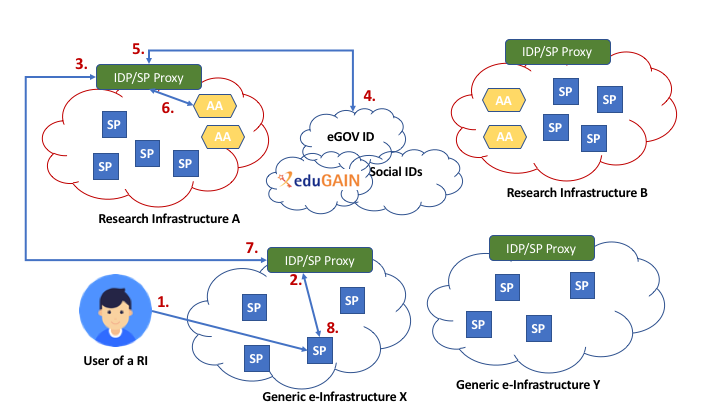 5.
3.
IDP/SP Proxy
IDP/SP Proxy
4.
6.
AA
AA
SP
SP
SP
SP
Research Infrastructure A
eGOV ID
Social IDs
eduGAIN
AA
AA
SP
SP
SP
SP
Research Infrastructure B
7.
IDP/SP Proxy
2.
1.
SP
SP
8.
SP
SP
User of a RI
Generic e-Infrastructure X
IDP/SP Proxy
SP
SP
SP
SP
Generic e-Infrastructure Y